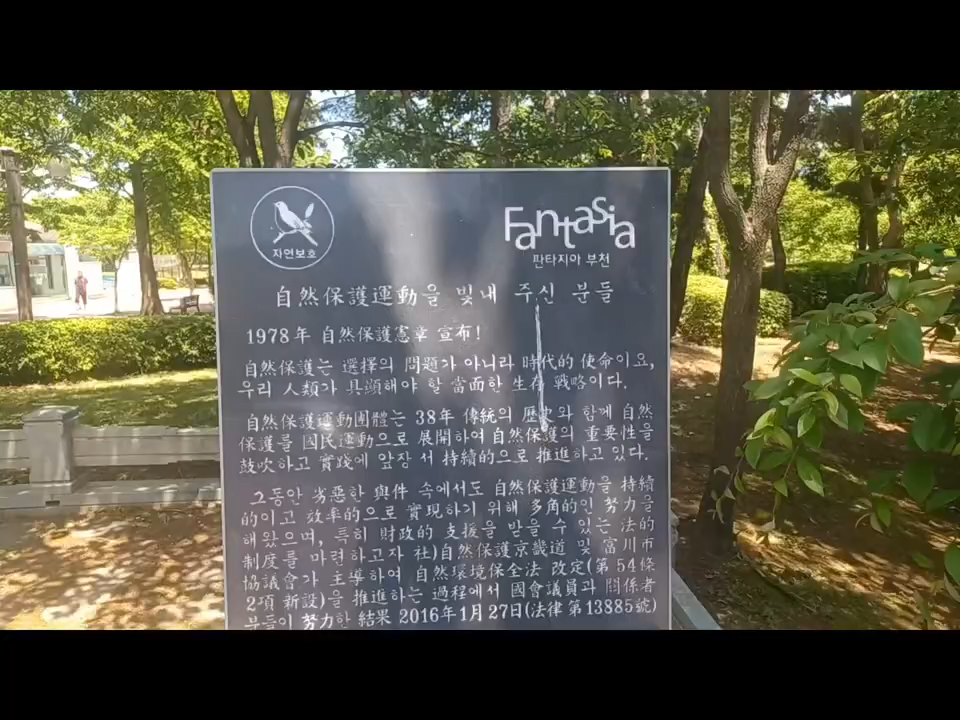 자연보호
Fantasia
판타지아 부천
自然保護運動을 빛내 주신 분들
1978年 自然保護憲章 宣布!
自然保護는 選擇의 問題가 아니라 時代的 使命이요,
우리 人類가 具顯해야 할 當面한 生存 戰略이다.
自然保護運動團體는 38年 傳統의 歷史와 함께 自然
保護를 國民運動으로 展開하여 自然保護의 重要性을
鼓吹하고 實踐에 앞장 서 持續的으로 推進하고 있다.
그동안 劣惡한 與件 속에서도 自然保護運動을 持續
的이고 效率的으로 實現하기 위해 多角的인 努力을
해왔으며, 특히 財政的 支援을 받을 수 있는 法的
制度를 마련하고자 社)自然保護京畿道 및 富川市
協議會가 主導하여 自然環境保全法 改定(第54條
2項 新設)을 推進하는 過程에서 國會議員과 關係者
분들이 努力한 結果 2016年1月27日(法律 第13885號)